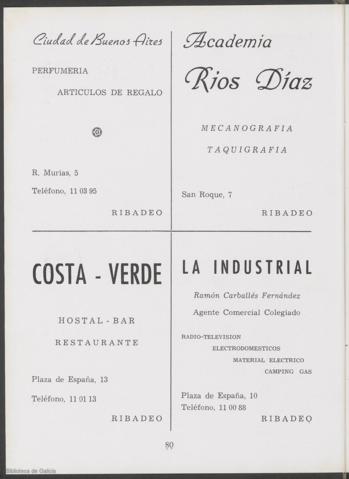 Ciudad de Buenos Aires
PERFUMERIA
ARTICULOS DE REGALO
R. Murias, 5
Teléfono, 11 03 95
RIBADEO
Academia
Rios Díaz
MECANOGRAFIA
TAQUIGRAFIA
San Roque, 7
RIBADEO
COSTA - VERDE
HOSTAL - BAR
RESTAURANTE
Plaza de España, 13
Teléfono, 11 01 13
RIBADEO
LA INDUSTRIAL
Ramón Carballés Fernández
Agente Comercial Colegiado
RADIO-TELEVISION
ELECTRODOMESTICOS
MATERIAL ELECTRICO
CAMPING GAS
Plaza de España, 10
Teléfono, 11 00 88
RIBADEO
80
Biblioteca de Galicia